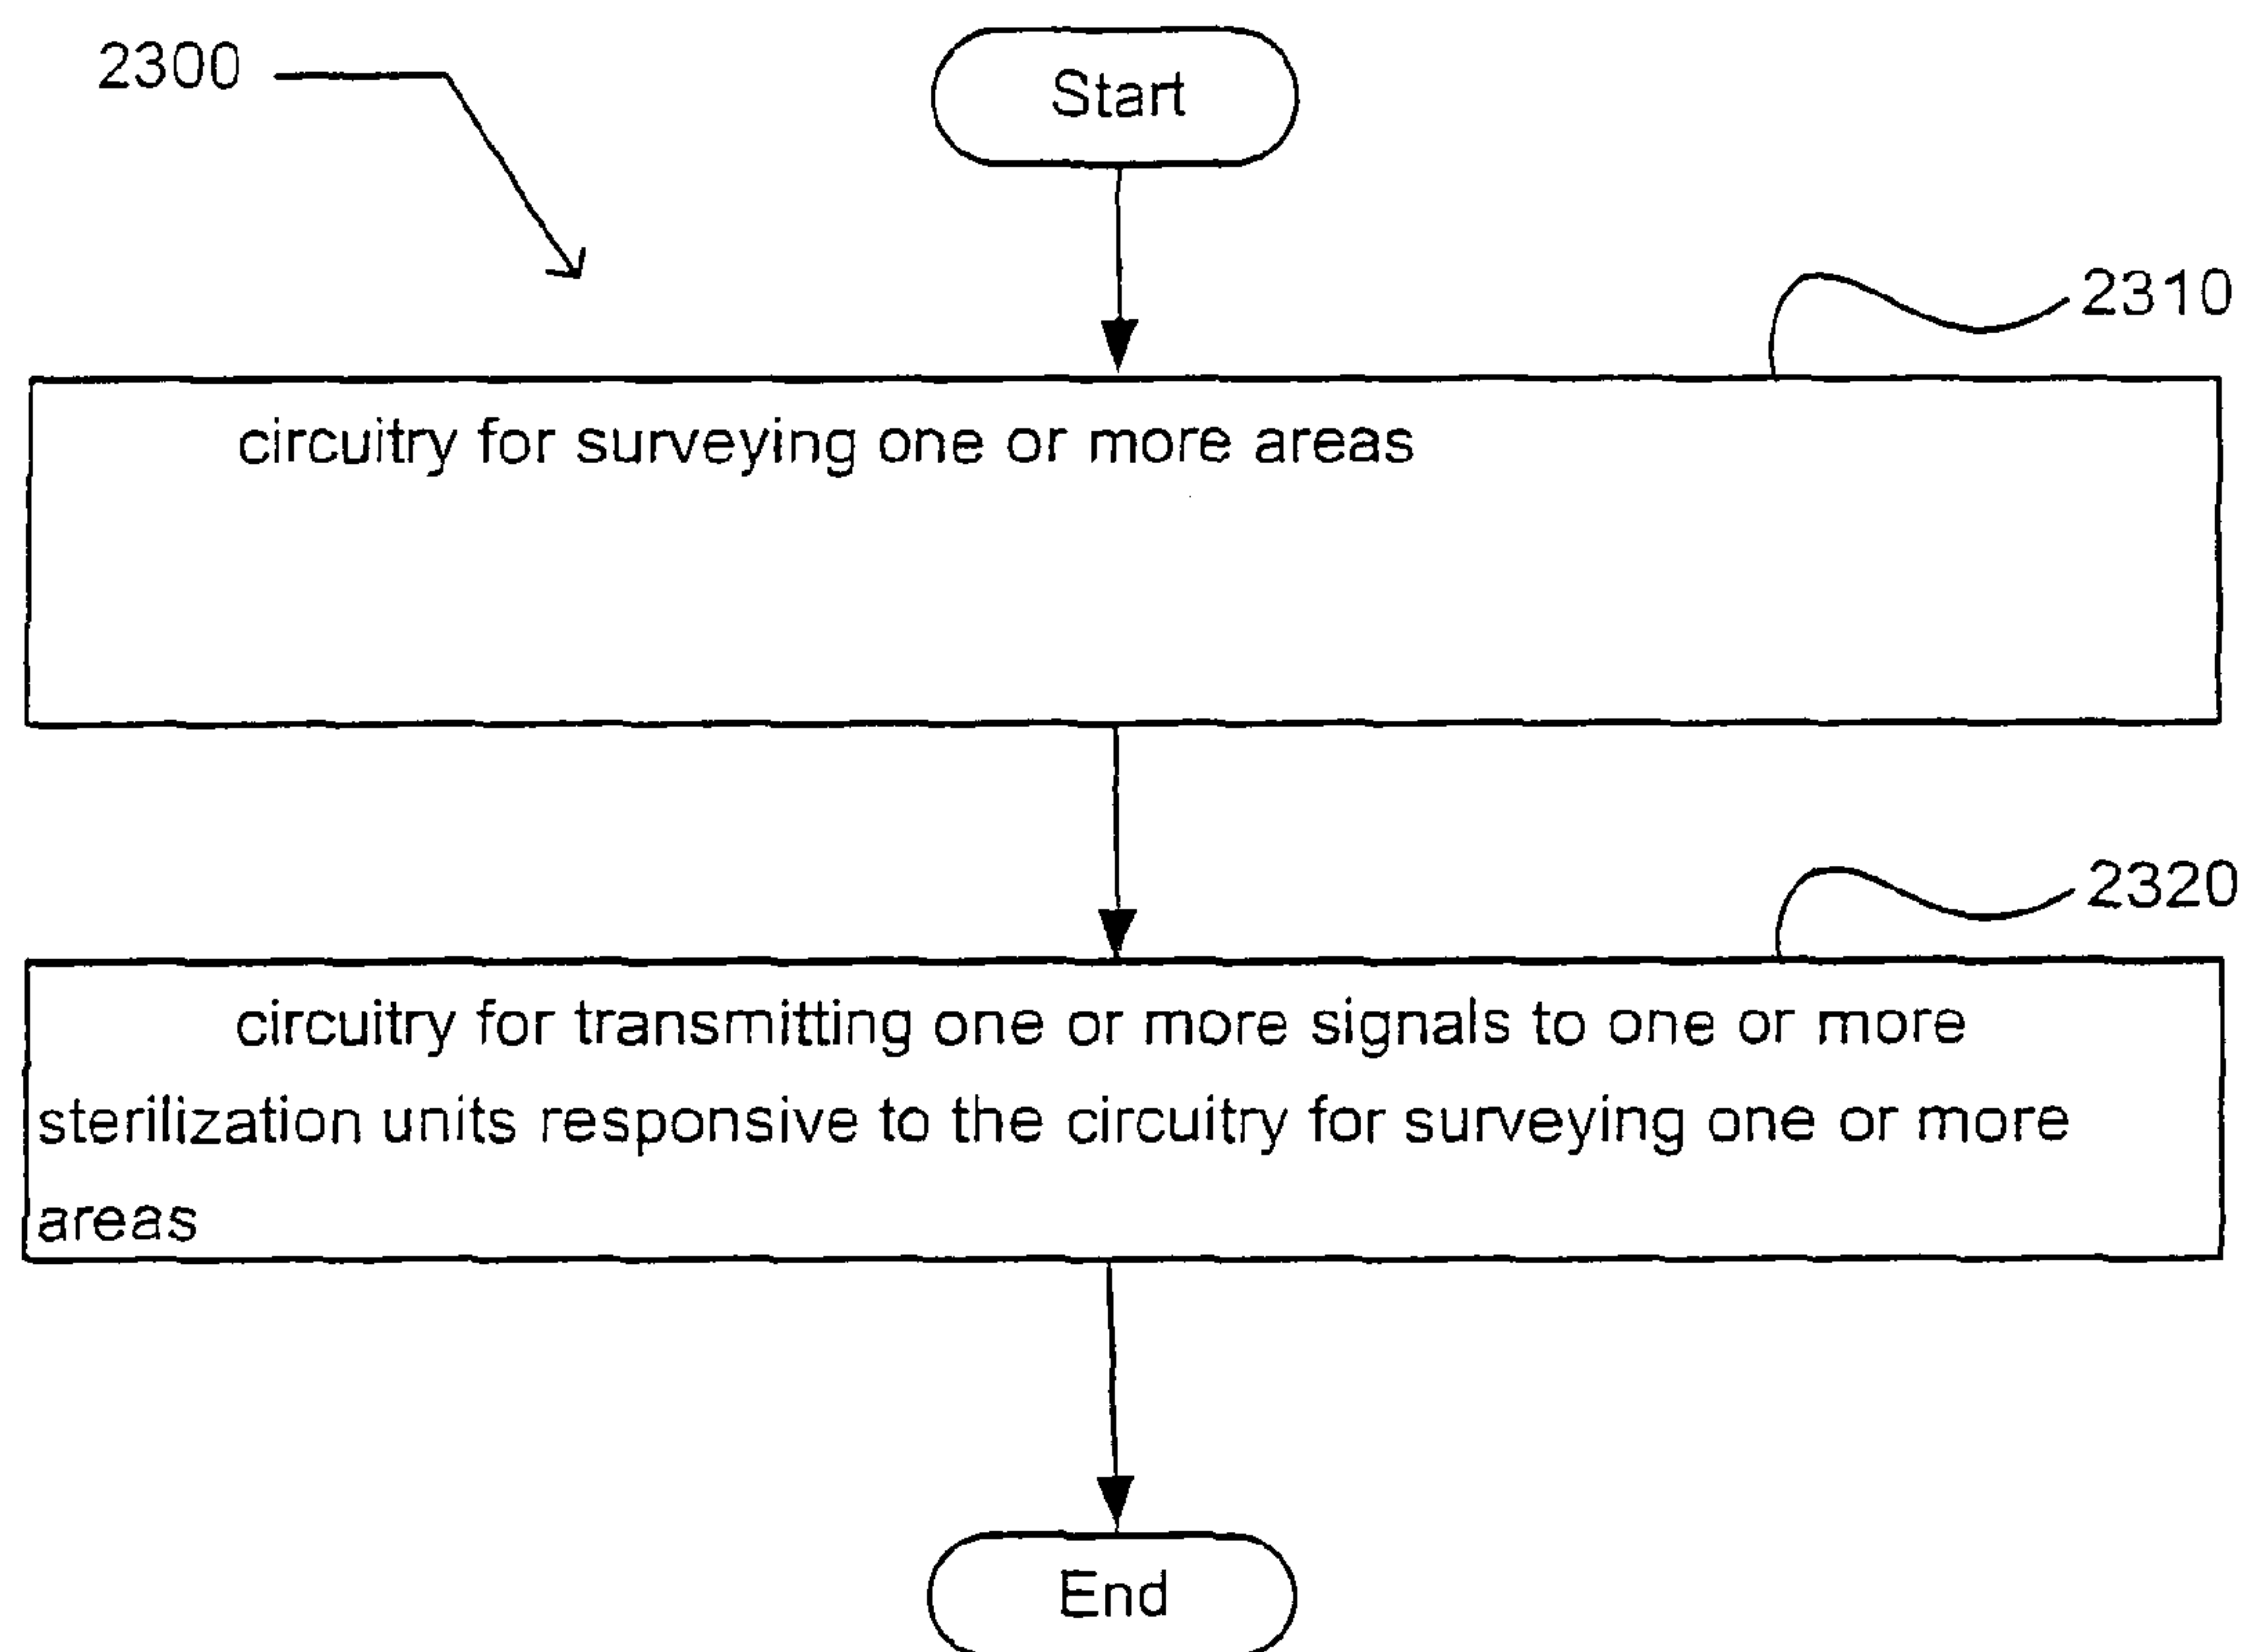 2300
Start
2310
circuitry for surveying one or more areas
2320
circuitry for transmitting one or more signals to one or more
sterilization units responsive to the circuitry for surveying one or more
areas
End